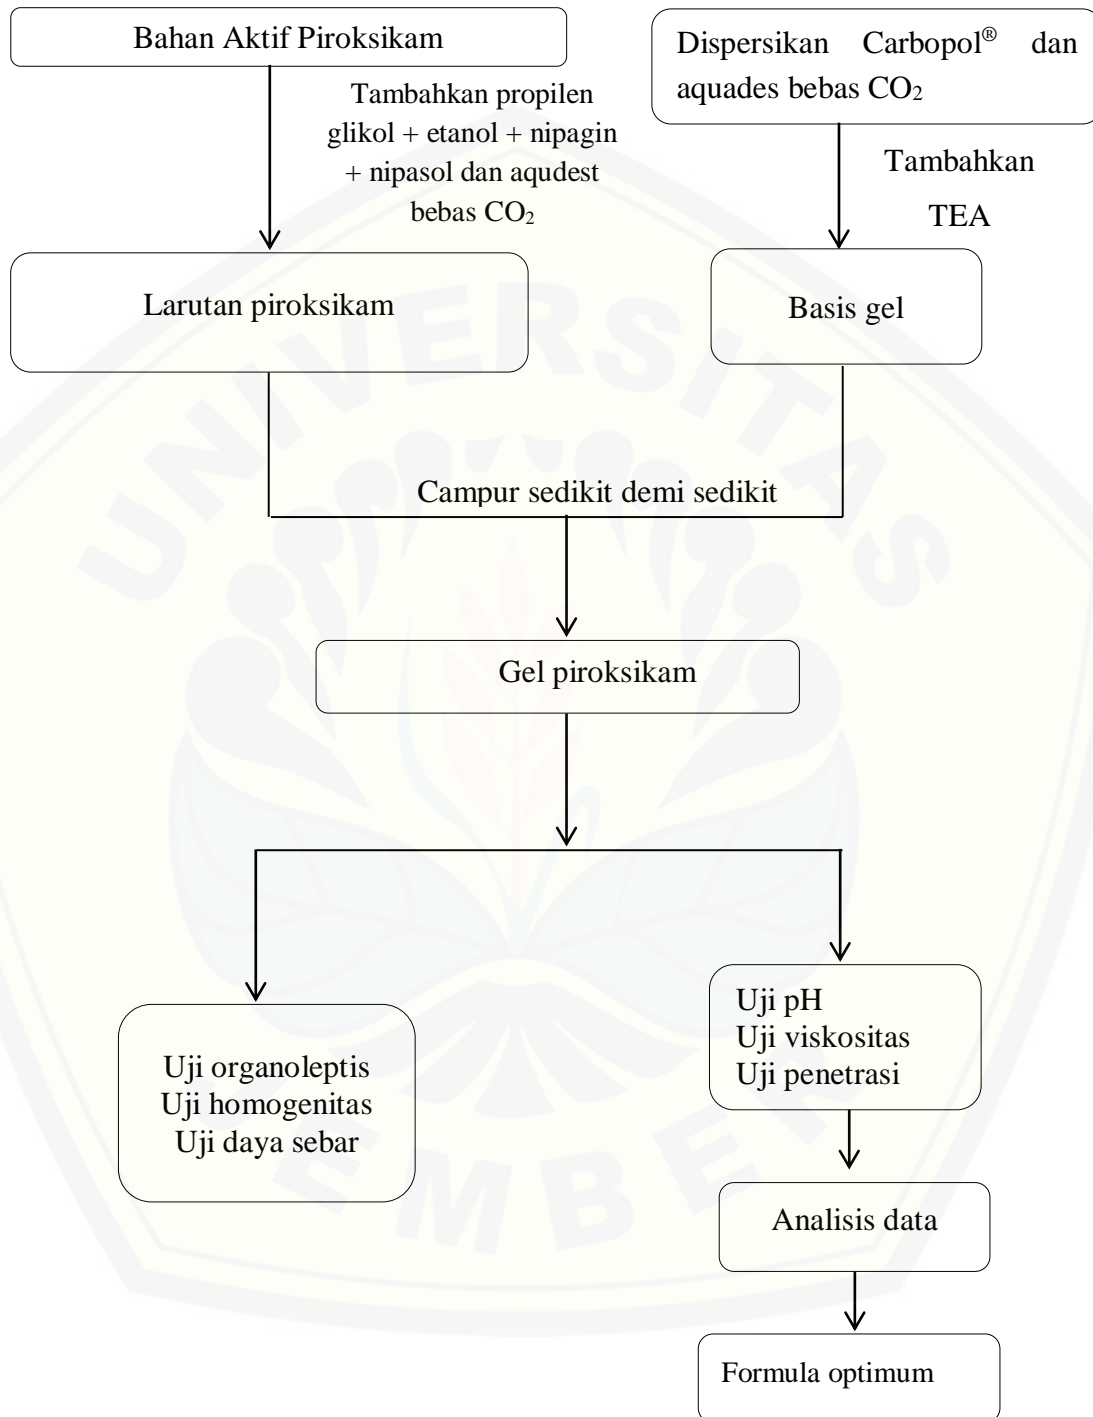 Bahan Aktif Piroksikam
Dispersikan Carbopol® dan
aquades bebas CO₂
Tambahkan propilen
glikol + etanol + nipagin
+ nipasol dan aqudest
bebas CO₂
Tambahkan
TEA
Larutan piroksikam
Basis gel
Campur sedikit demi sedikit
Gel piroksikam
Uji organoleptis
Uji homogenitas
Uji daya sebar
Uji pH
Uji viskositas
Uji penetrasi
Analisis data
Formula optimum
UNIVERSITAS
JEMBER